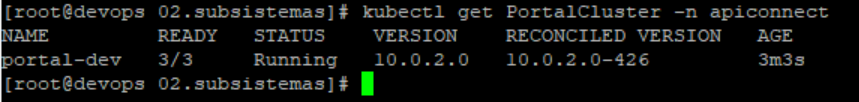 [root@devops 02.subsistemas]# kubectl get PortalCluster -n apiconnect
NAME READY STATUS VERSION RECONCILED VERSION AGE
portal-dev 3/3 Running 10.0.2.0 10.0.2.0-426 3m3s
[root@devops 02.subsistemas]#